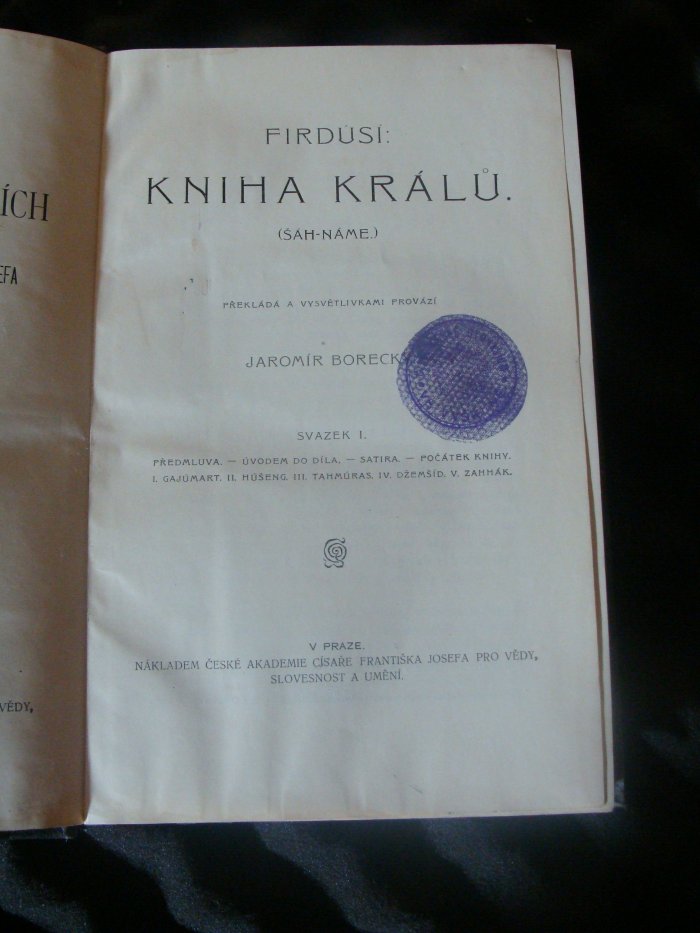 ÍCH
EFA
VĚDY,
FIRDÚSÍ:
KNIHA KRÁLŮ.
(ŠÁH-NÁME.)
PŘEKLÁDÁ A VYSVĚTLIVKAMI PROVÁZÍ
JAROMÍR BORECK
SVAZEK I.
PŘEDMLUVA. — ÚVODEM DO DÍLA. — SATIRA. — POČÁTEK KNIHY.
I. GAJÚMART. II. HÚŠENG. III. TAHMÚRAS. IV. DŽEMŠÍD. V. ZAHHÁK.
V PRAZE.
NÁKLADEM ČESKÉ AKADEMIE CÍSAŘE FRANTIŠKA JOSEFA PRO VĚDY,
SLOVESNOST A UMĚNÍ.